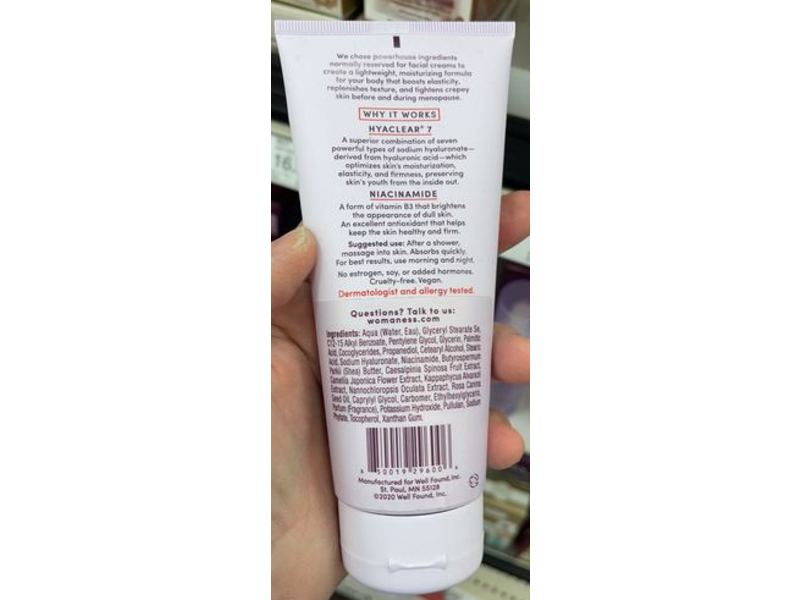 We chose powerhouse ingredients
normally reserved for facial creams to
create a lightweight, moisturizing formula
for your body that boosts elasticity,
replenishes texture, and tightens crepey
skin before and during menopause.
WHY IT WORKS
HYACLEAR® 7
A superior combination of seven
powerful types of sodium hyaluronate—
derived from hyaluronic acid—which
optimizes skin's moisturization,
elasticity, and firmness, preserving
skin's youth from the inside out.
NIACINAMIDE
A form of vitamin B3 that brightens
the appearance of dull skin.
An excellent antioxidant that helps
keep the skin healthy and firm.
Suggested use: After a shower,
massage into skin. Absorbs quickly.
For best results, use morning and night.
No estrogen, soy, or added hormones.
Cruelty-free. Vegan.
Dermatologist and allergy tested.
Questions? Talk to us:
womaness.com
Ingredients: Aqua (Water, Eau), Glyceryl Stearate Se,
C12-15 Alkyl Benzoate, Pentylene Glycol, Glycerin, Palmitic
Acid, Cocoglycerides, Propanediol, Cetearyl Alcohol, Stearic
Acid, Sodium Hyaluronate, Niacinamide, Butyrospermum
Parkii (Shea) Butter, Caesalpinia Spinosa Fruit Extract,
Camellia Japonica Flower Extract, Kappaphycus Alvarezii
Extract, Nannochloropsis Oculata Extract, Rosa Canina
Seed Oil, Caprylyl Glycol, Carbomer, Ethylhexylglycerin,
Parfum (Fragrance), Potassium Hydroxide, Pullulan, Sodium
Phytate, Tocopherol, Xanthan Gum.
50019 29600
Manufactured for Well Found, Inc.
St. Paul, MN 55128
©2020 Well Found, Inc.